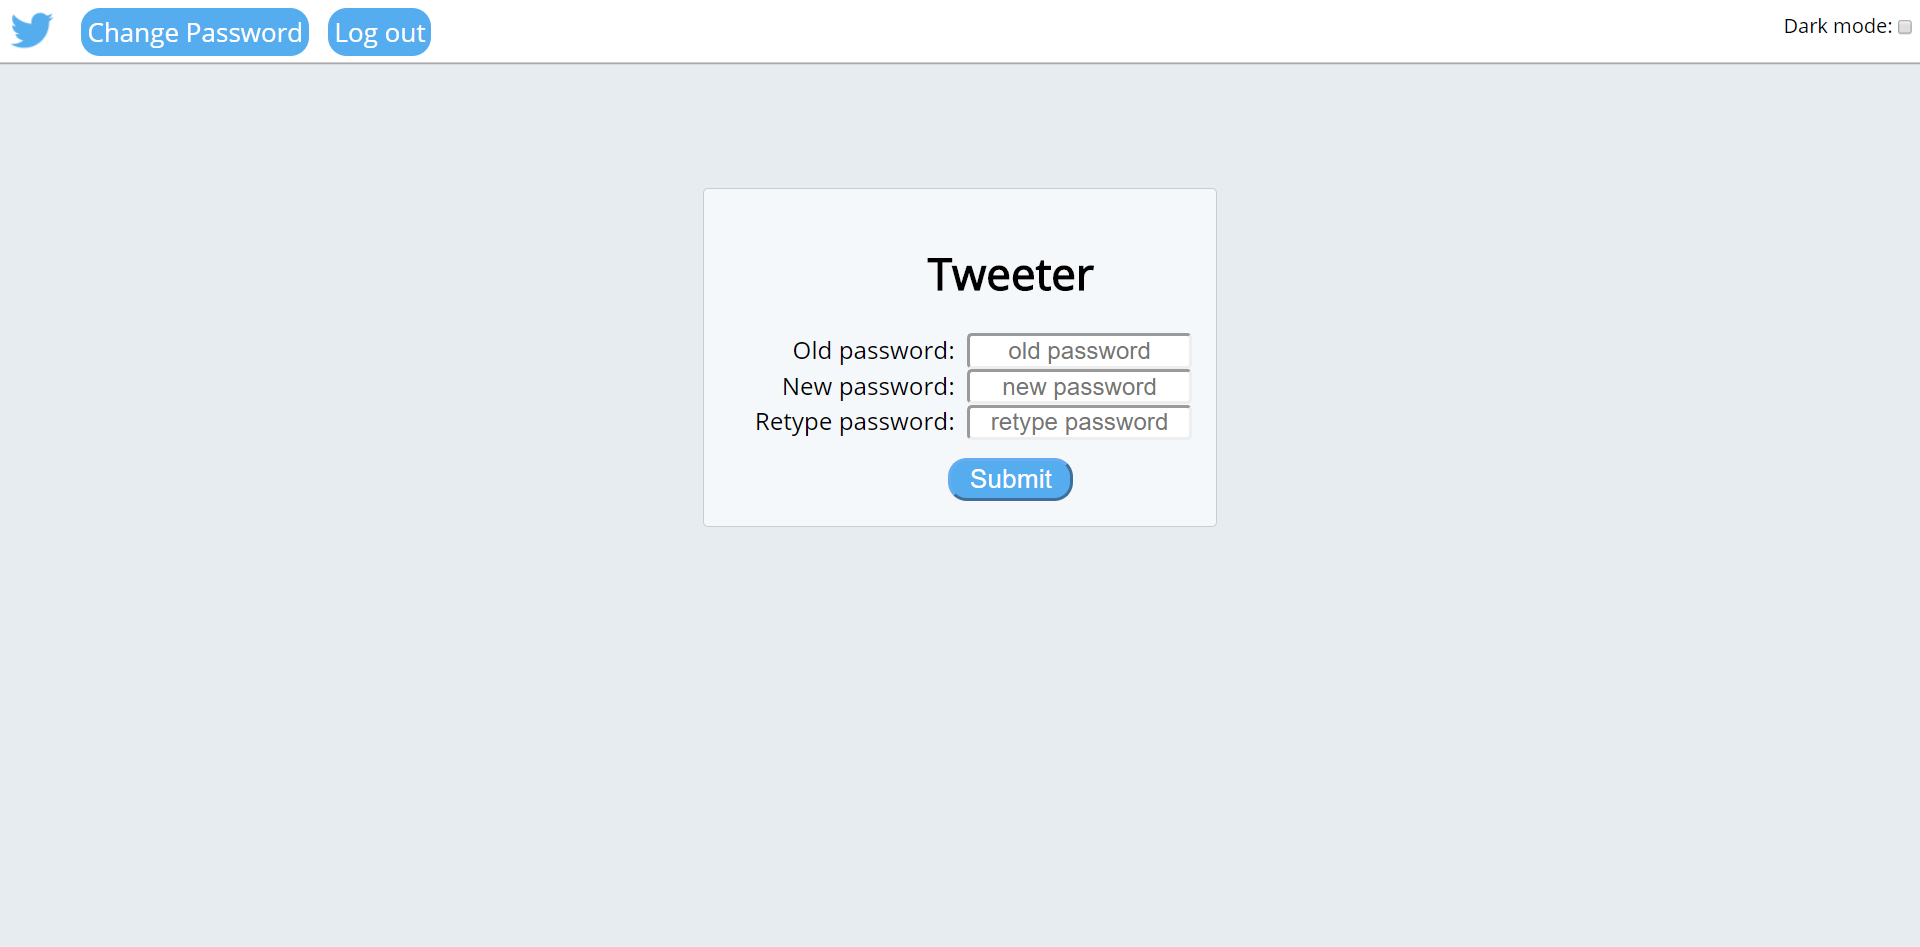 Change Password Log out Dark mode:
Tweeter
Old password: old password
New password: new password
Retype password: retype password
Submit